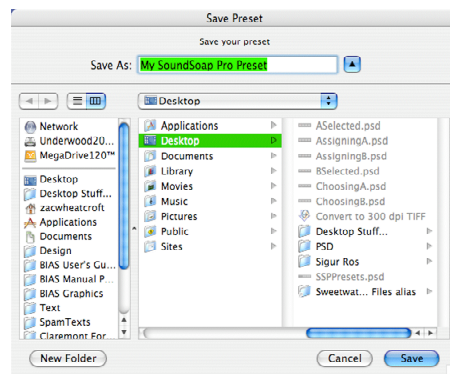 Save Preset
Save your preset
Save As: My SoundSoap Pro Preset
Desktop
Network
Underwood20...
MegaDrive120™
Desktop
Desktop Stuff...
zacwheatcroft
Applications
Documents
Design
BIAS User's Gu...
BIAS Manual P...
BIAS Graphics
Text
SpamTexts
Claremont For...
Applications
Desktop
Documents
Library
Movies
Music
Pictures
Public
Sites
ASelected.psd
AssigningA.psd
AssigningB.psd
BSelected.psd
ChoosingA.psd
ChoosingB.psd
Convert to 300 dpi TIFF
Desktop Stuff...
PSD
Sigur Ros
SSPPresets.psd
Sweetwat... Files alias
New Folder
Cancel
Save